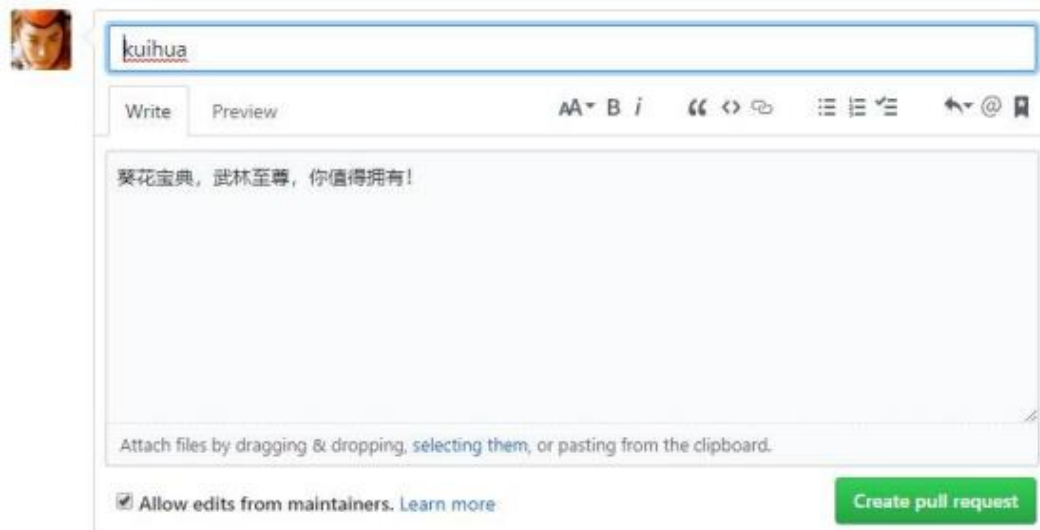 kuihua
Write Preview AA B i “ <>
@
葵花宝典，武林至尊，你值得拥有！
Attach files by dragging & dropping, selecting them, or pasting from the clipboard.
Allow edits from maintainers. Learn more
Create pull request